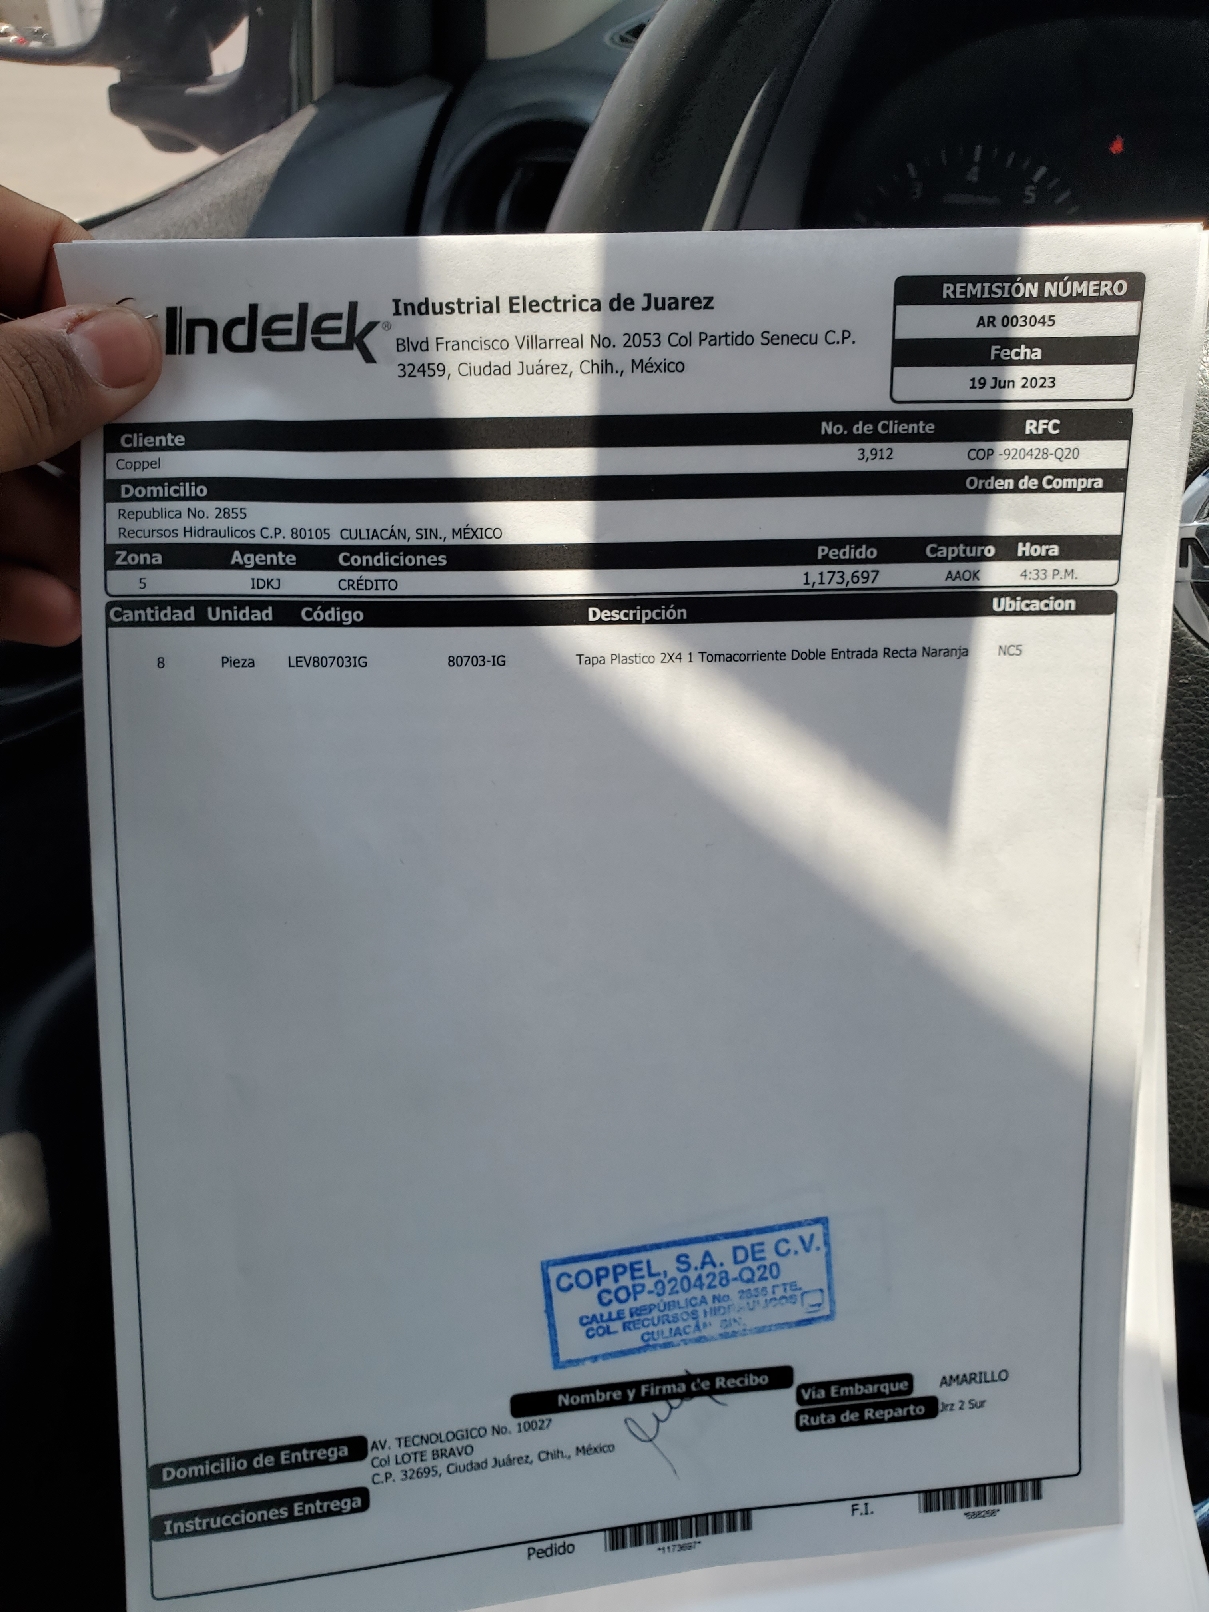 Indelek®
Industrial Electrica de Juarez
Blvd Francisco Villarreal No. 2053 Col Partido Senecu C.P.
32459, Ciudad Juárez, Chih., México
REMISIÓN NÚMERO
AR 003045
Fecha
19 Jun 2023
Cliente No. de Cliente RFC
Coppel 3,912 COP -920428-Q20
Domicilio Orden de Compra
Republica No. 2855
Recursos Hidraulicos C.P. 80105 CULIACÁN, SIN., MÉXICO
Zona Agente Condiciones Pedido Capturo Hora
5 IDKJ CRÉDITO 1,173,697 AAOK 4:33 P.M.
Cantidad Unidad Código Descripción Ubicacion
8 Pieza LEV80703IG 80703-IG Tapa Plastico 2X4 1 Tomacorriente Doble Entrada Recta Naranja NC5
COPPEL, S.A. DE C.V.
COP-920428-Q20
CALLE REPÚBLICA No. 2855 PTE.
COL. RECURSOS HIDRAULICOS
CULIACÁN SIN.
Nombre y Firma de Recibo
Via Embarque AMARILLO
Ruta de Reparto Jrz 2 Sur
Domicilio de Entrega
AV. TECNOLOGICO No. 10027
Col LOTE BRAVO
C.P. 32695, Ciudad Juárez, Chih., México
Instrucciones Entrega
Pedido
*1173697*
F.I.
3
4
5